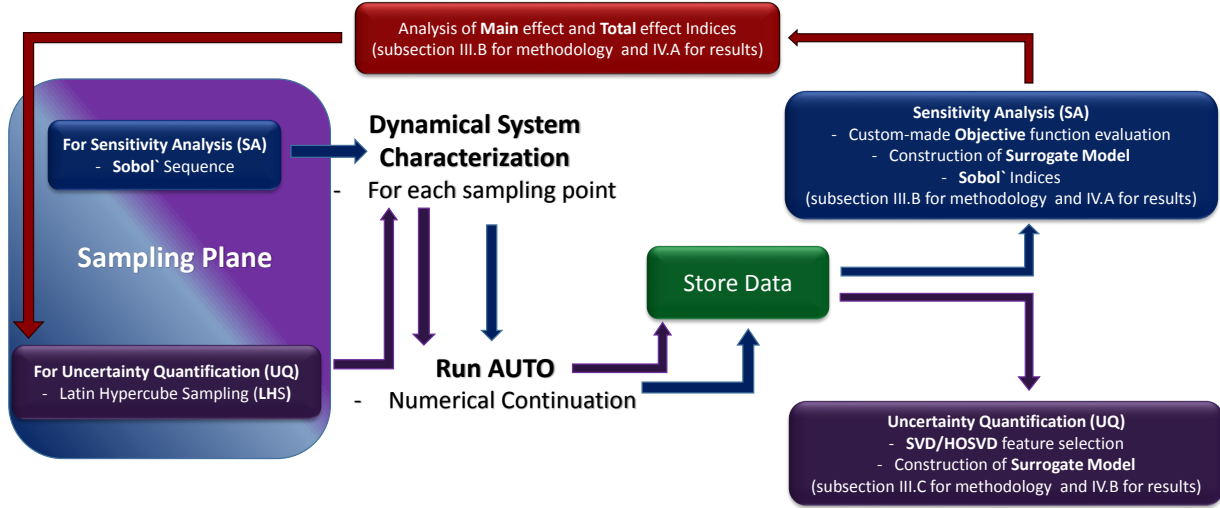 Analysis of Main effect and Total effect Indices
(subsection III.B for methodology and IV.A for results)
For Sensitivity Analysis (SA)
- Sobol` Sequence
Sampling Plane
For Uncertainty Quantification (UQ)
- Latin Hypercube Sampling (LHS)
Dynamical System
Characterization
- For each sampling point
Run AUTO
- Numerical Continuation
Store Data
Sensitivity Analysis (SA)
- Custom-made Objective function evaluation
- Construction of Surrogate Model
- Sobol` Indices
(subsection III.B for methodology and IV.A for results)
Uncertainty Quantification (UQ)
- SVD/HOSVD feature selection
- Construction of Surrogate Model
(subsection III.C for methodology and IV.B for results)